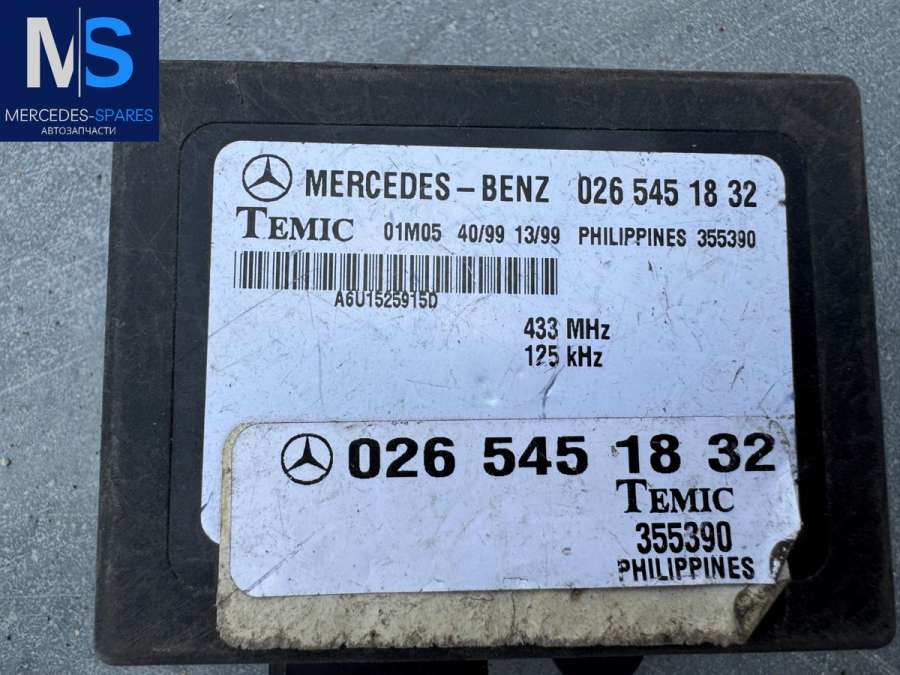 MS
MERCEDES-SPARES
АВТОЗАПЧАСТИ
MERCEDES-BENZ 026 545 18 32
TEMIC 01M05 40/99 13/99 PHILIPPINES 355390
A6U1525915D
433 MHz
125 kHz
026 545 18 32
TEMIC
355390
PHILIPPINES